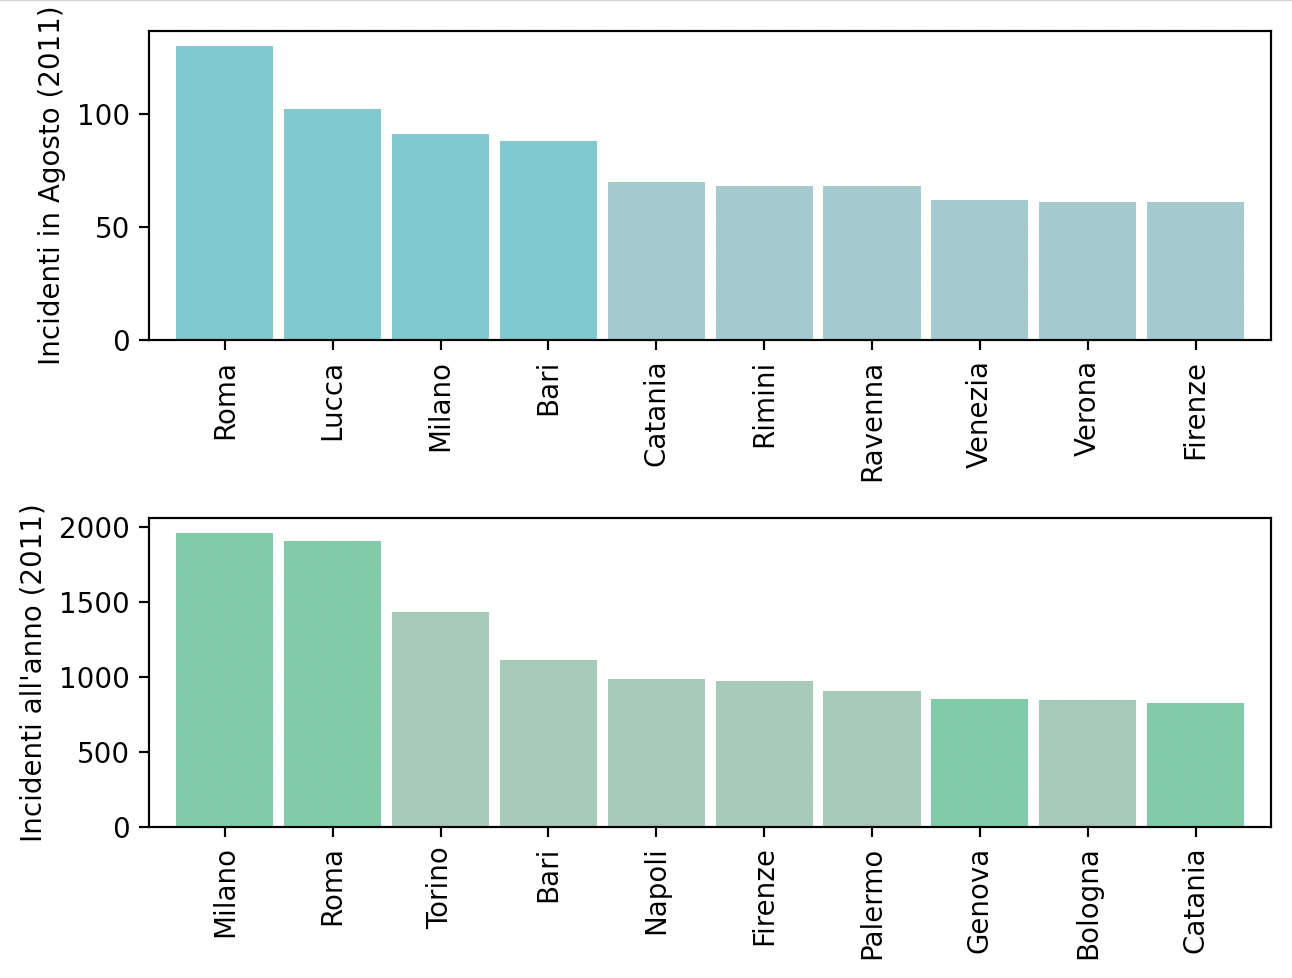 Incidenti in Agosto (2011)
100
50
0
Roma
Lucca
Milano
Bari
Catania
Rimini
Ravenna
Venezia
Verona
Firenze
Incidenti all'anno (2011)
2000
1500
1000
500
0
Milano
Roma
Torino
Bari
Napoli
Firenze
Palermo
Genova
Bologna
Catania